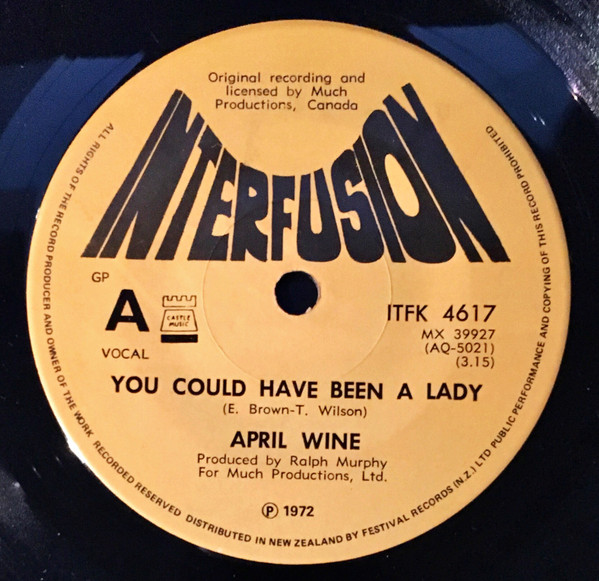 Original recording and
licensed by Much
Productions, Canada
INTERFUSION
GP
A
CASTLE
MUSIC
VOCAL
ITFK 4617
MX 39927
(AQ-5021)
(3.15)
YOU COULD HAVE BEEN A LADY
(E. Brown-T. Wilson)
APRIL WINE
Produced by Ralph Murphy
For Much Productions, Ltd.
Ⓟ 1972
ALL RIGHTS OF THE RECORD PRODUCER AND OWNER OF THE WORK RECORDED RESERVED DISTRIBUTED IN NEW ZEALAND BY FESTIVAL RECORDS (N.Z.) LTD PUBLIC PERFORMANCE AND COPYING OF THIS RECORD PROHIBITED